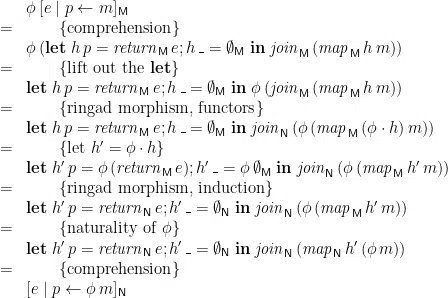 ϕ [e | p ← m]_M
= {comprehension}
ϕ (let h p = return_M e; h _ = ∅_M in join_M (map_M h m))
= {lift out the let}
let h p = return_M e; h _ = ∅_M in ϕ (join_M (map_M h m))
= {ringad morphism, functors}
let h p = return_M e; h _ = ∅_M in join_N (ϕ (map_M (ϕ · h) m))
= {let h′ = ϕ · h}
let h′ p = ϕ (return_M e); h′ _ = ϕ ∅_M in join_N (ϕ (map_M h′ m))
= {ringad morphism, induction}
let h′ p = return_N e; h′ _ = ∅_N in join_N (ϕ (map_M h′ m))
= {naturality of ϕ}
let h′ p = return_N e; h′ _ = ∅_N in join_N (map_N h′ (ϕ m))
= {comprehension}
[e | p ← ϕ m]_N